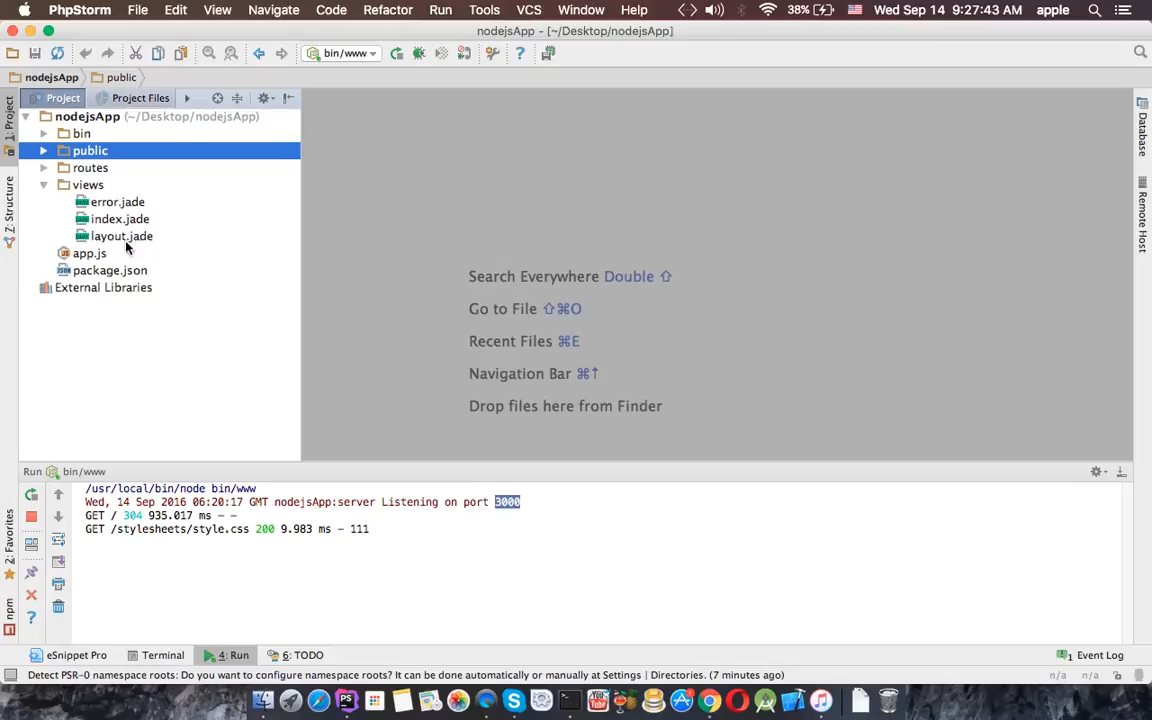 PhpStorm File Edit View Navigate Code Refactor Run Tools VCS Window Help 38% Wed Sep 14 9:27:43 AM apple
nodejsApp - [~/Desktop/nodejsApp]
bin/www
nodejsApp public
Project Project Files
1: Project
Z: Structure
2: Favorites
npm
nodejsApp (~/Desktop/nodejsApp)
bin
public
routes
views
error.jade
index.jade
layout.jade
app.js
package.json
External Libraries
Search Everywhere Double ⇧
Go to File ⇧⌘O
Recent Files ⌘E
Navigation Bar ⌘↑
Drop files here from Finder
Database
Remote Host
Run bin/www
/usr/local/bin/node bin/www
Wed, 14 Sep 2016 06:20:17 GMT nodejsApp:server Listening on port 3000
GET / 304 935.017 ms - -
GET /stylesheets/style.css 200 9.983 ms - 111
eSnippet Pro Terminal 4: Run 6: TODO 1 Event Log
Detect PSR-0 namespace roots: Do you want to configure namespace roots? It can be done automatically or manually at Settings | Directories. (7 minutes ago) n/a n/a